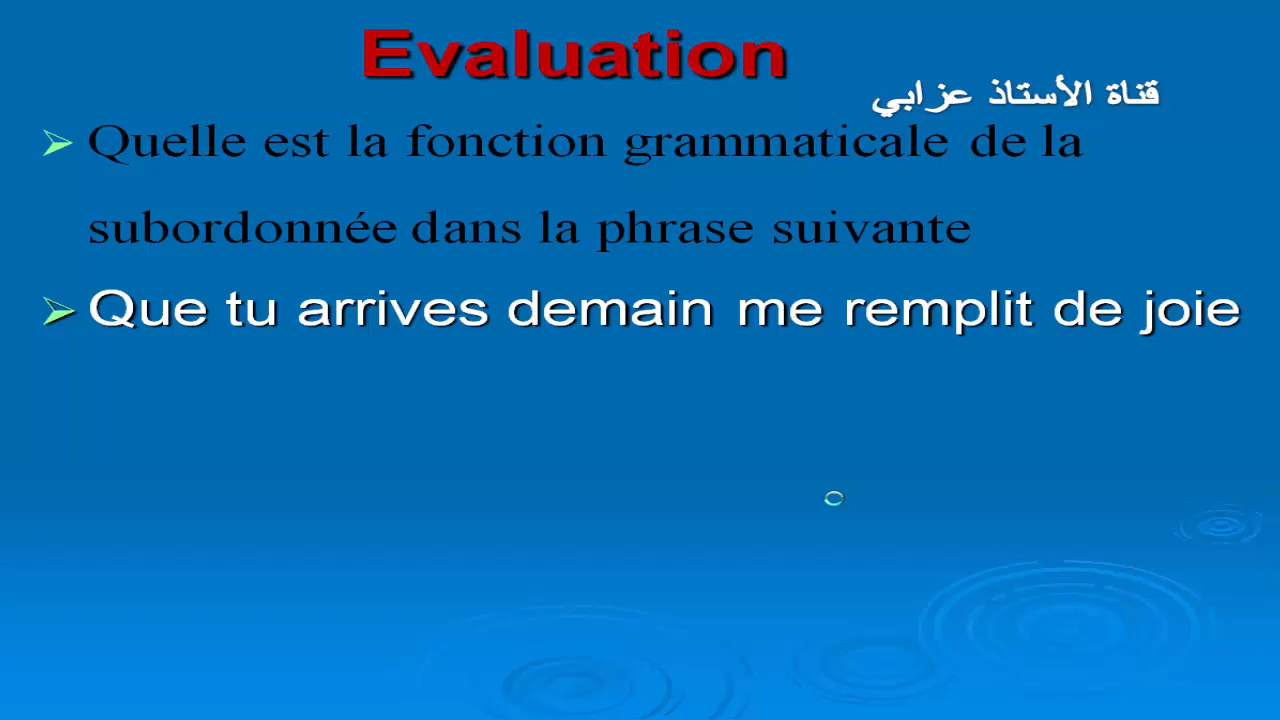 Evaluation
قناة الأستاذ عزابي
Quelle est la fonction grammaticale de la
subordonnée dans la phrase suivante
Que tu arrives demain me remplit de joie